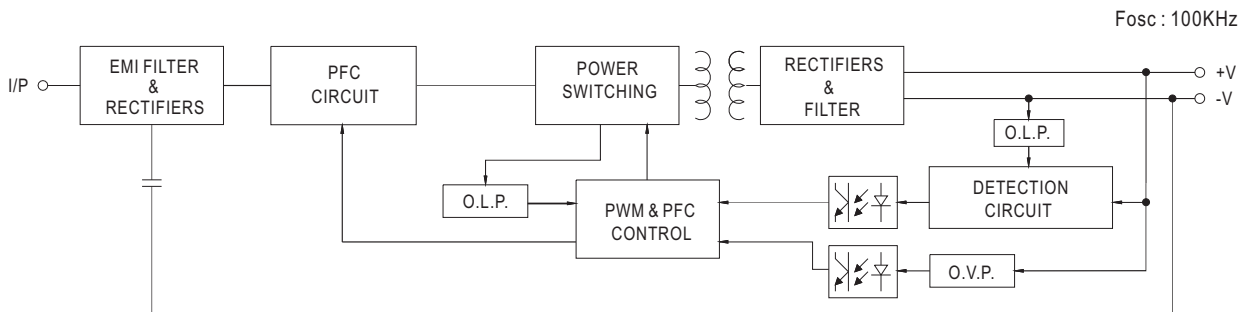 Fosc : 100KHz
I/P
EMI FILTER
&
RECTIFIERS
PFC
CIRCUIT
POWER
SWITCHING
RECTIFIERS
&
FILTER
+V
-V
O.L.P.
O.L.P.
PWM & PFC
CONTROL
DETECTION
CIRCUIT
O.V.P.